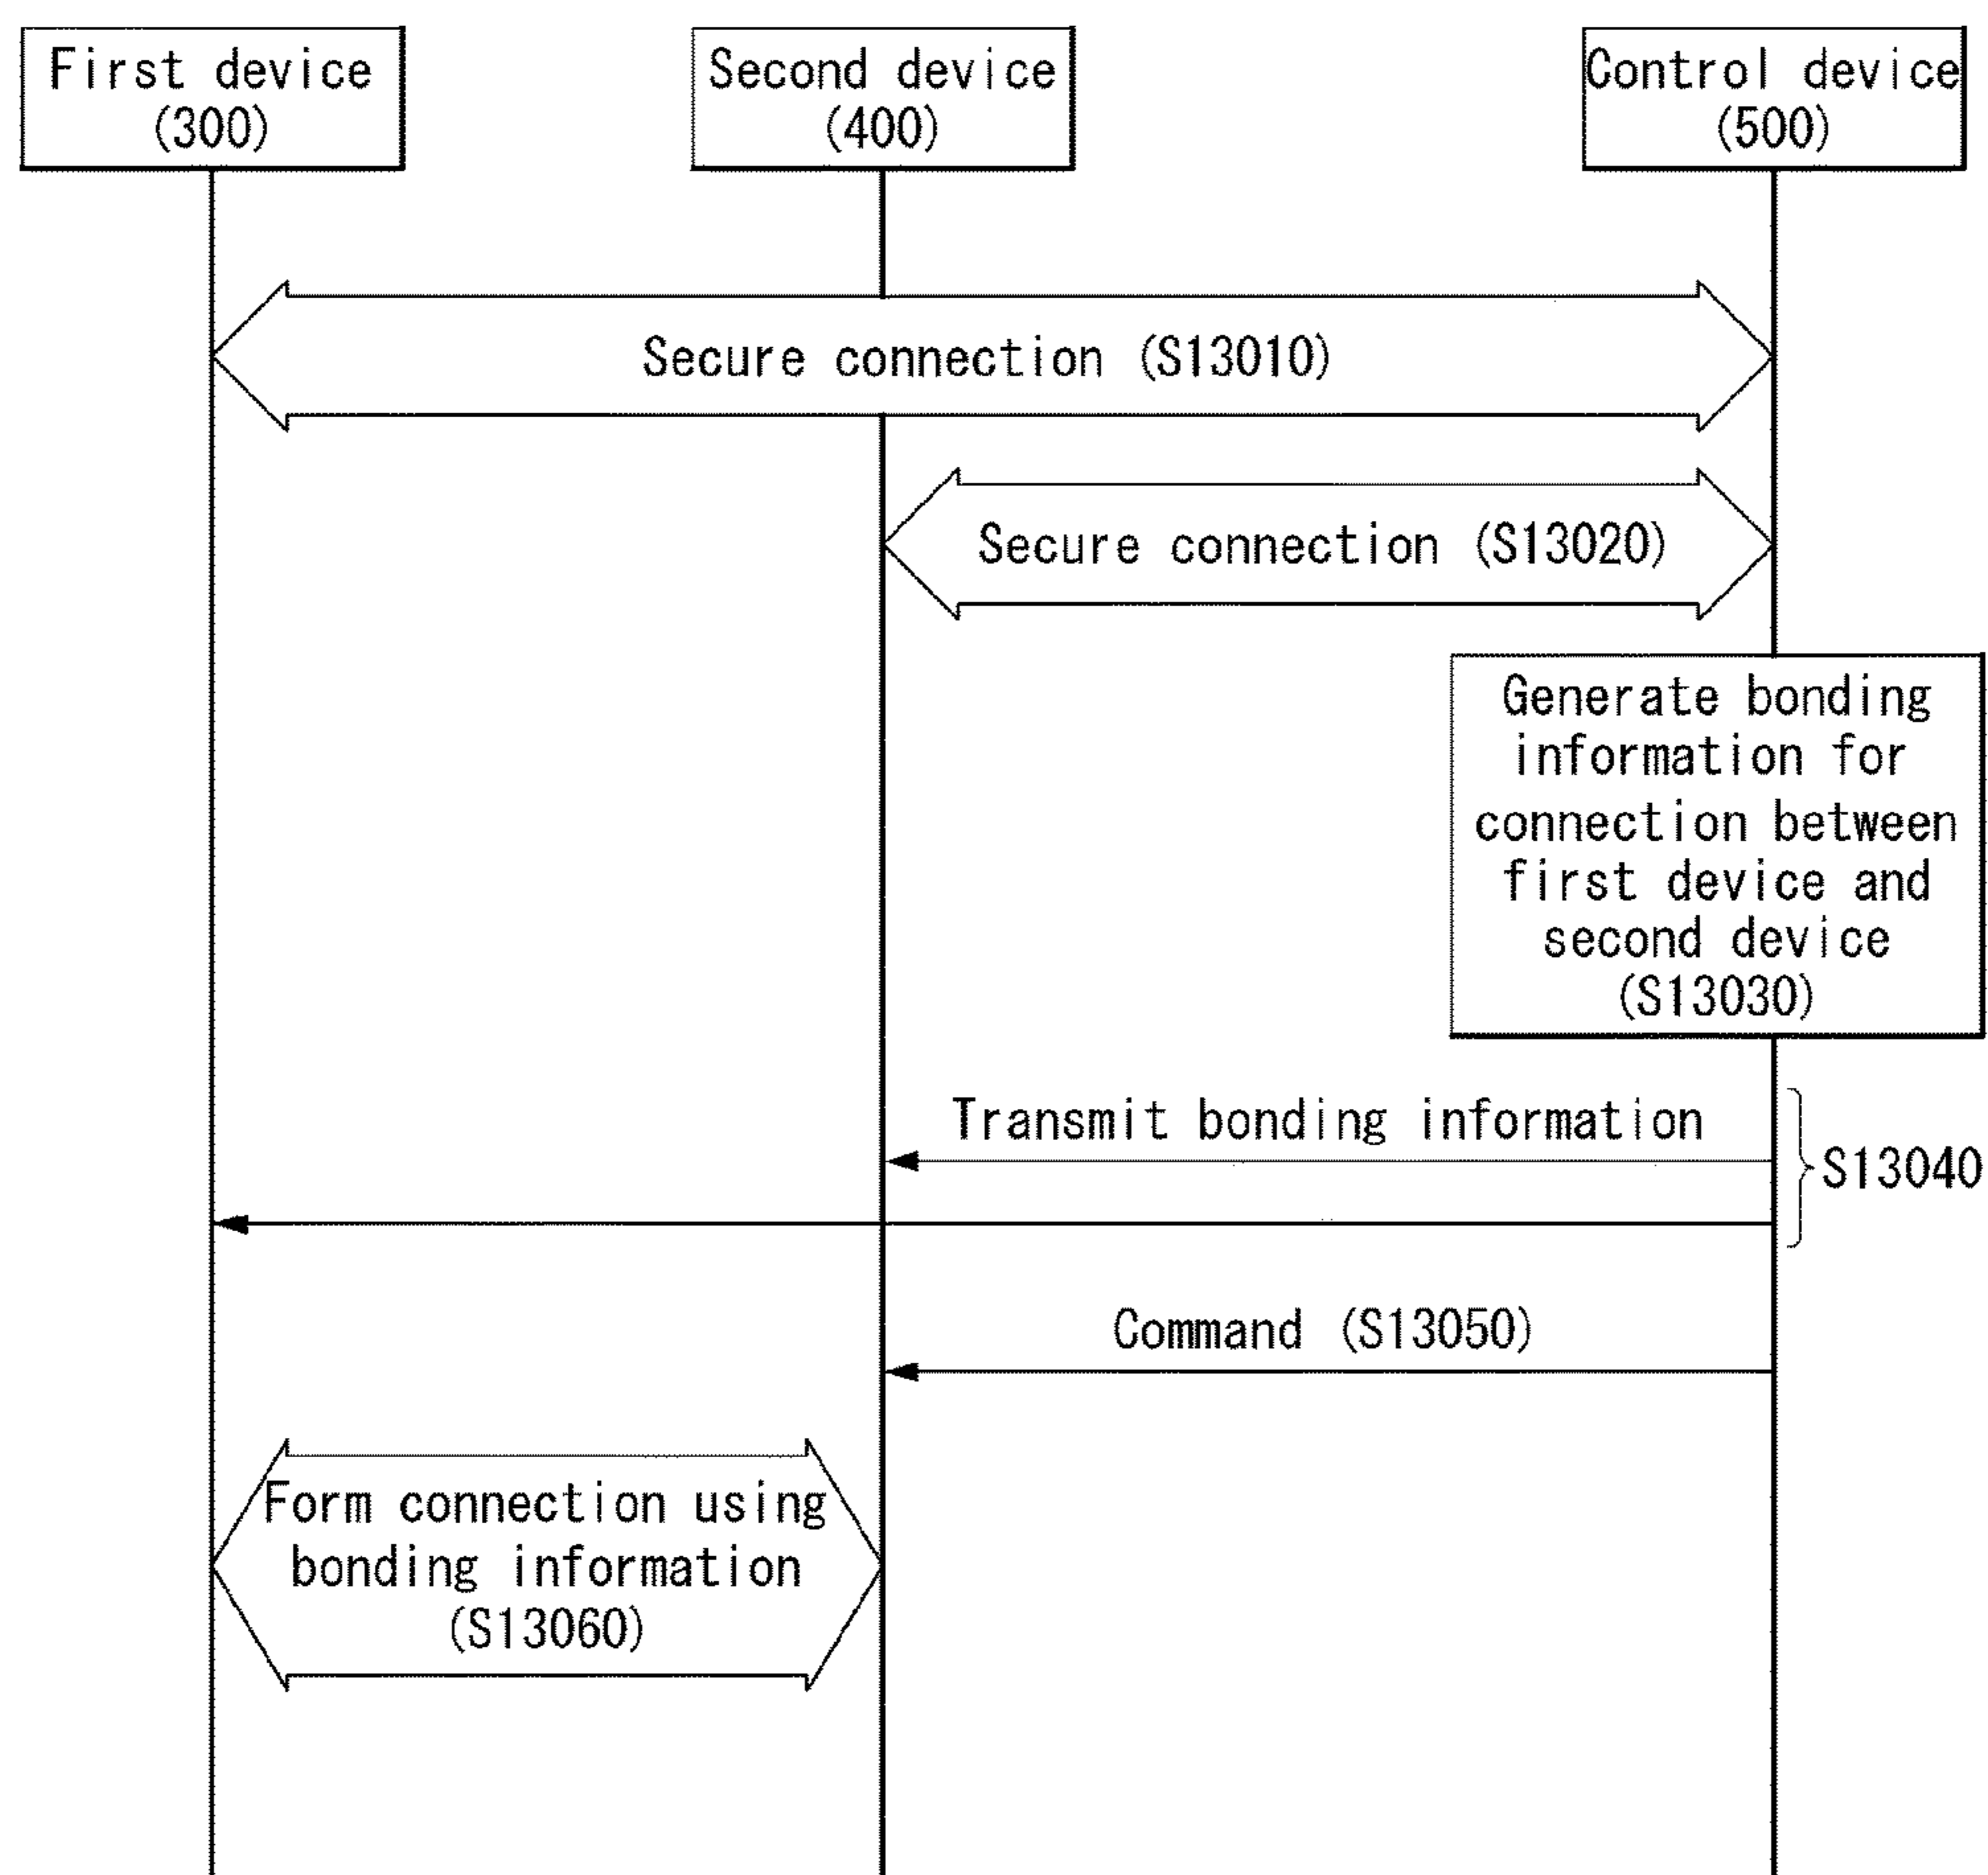 First device
(300)
Second device
(400)
Control device
(500)
Secure connection (S13010)
Secure connection (S13020)
Generate bonding
information for
connection between
first device and
second device
(S13030)
Transmit bonding information
S13040
Command (S13050)
Form connection using
bonding information
(S13060)